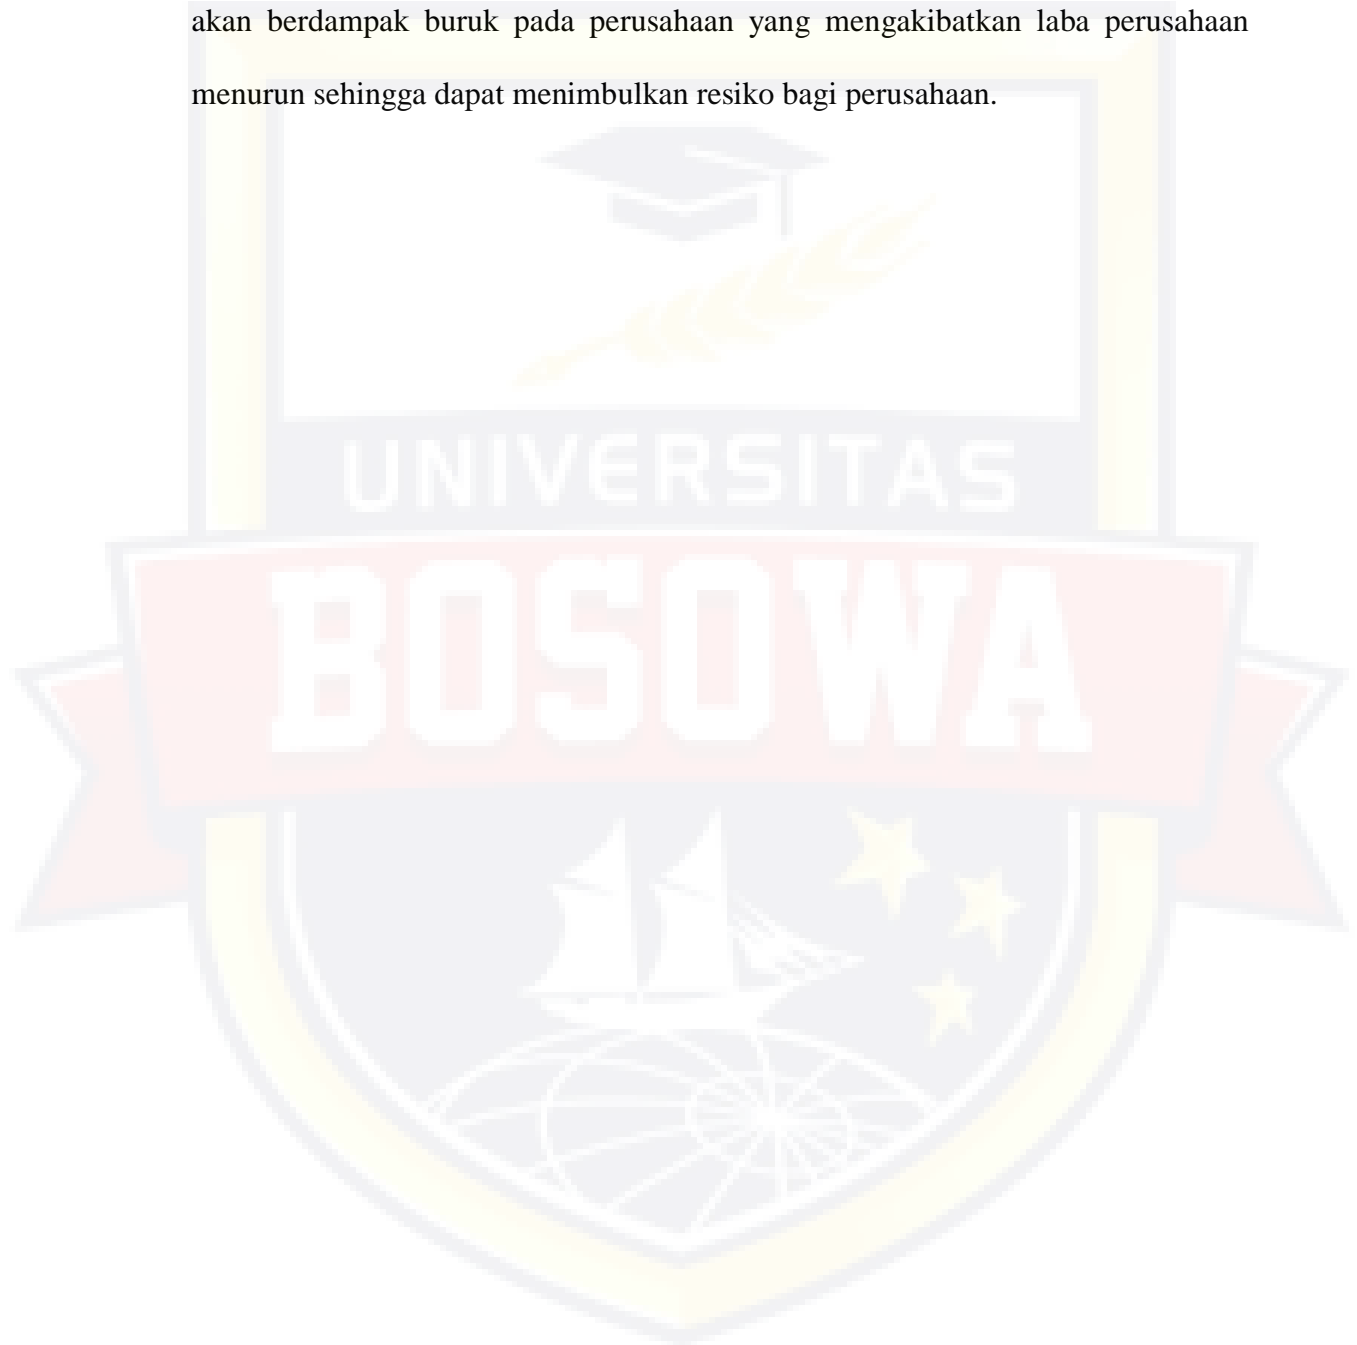 akan berdampak buruk pada perusahaan yang mengakibatkan laba perusahaan
menurun sehingga dapat menimbulkan resiko bagi perusahaan.
UNIVERSITAS
BOSOWA